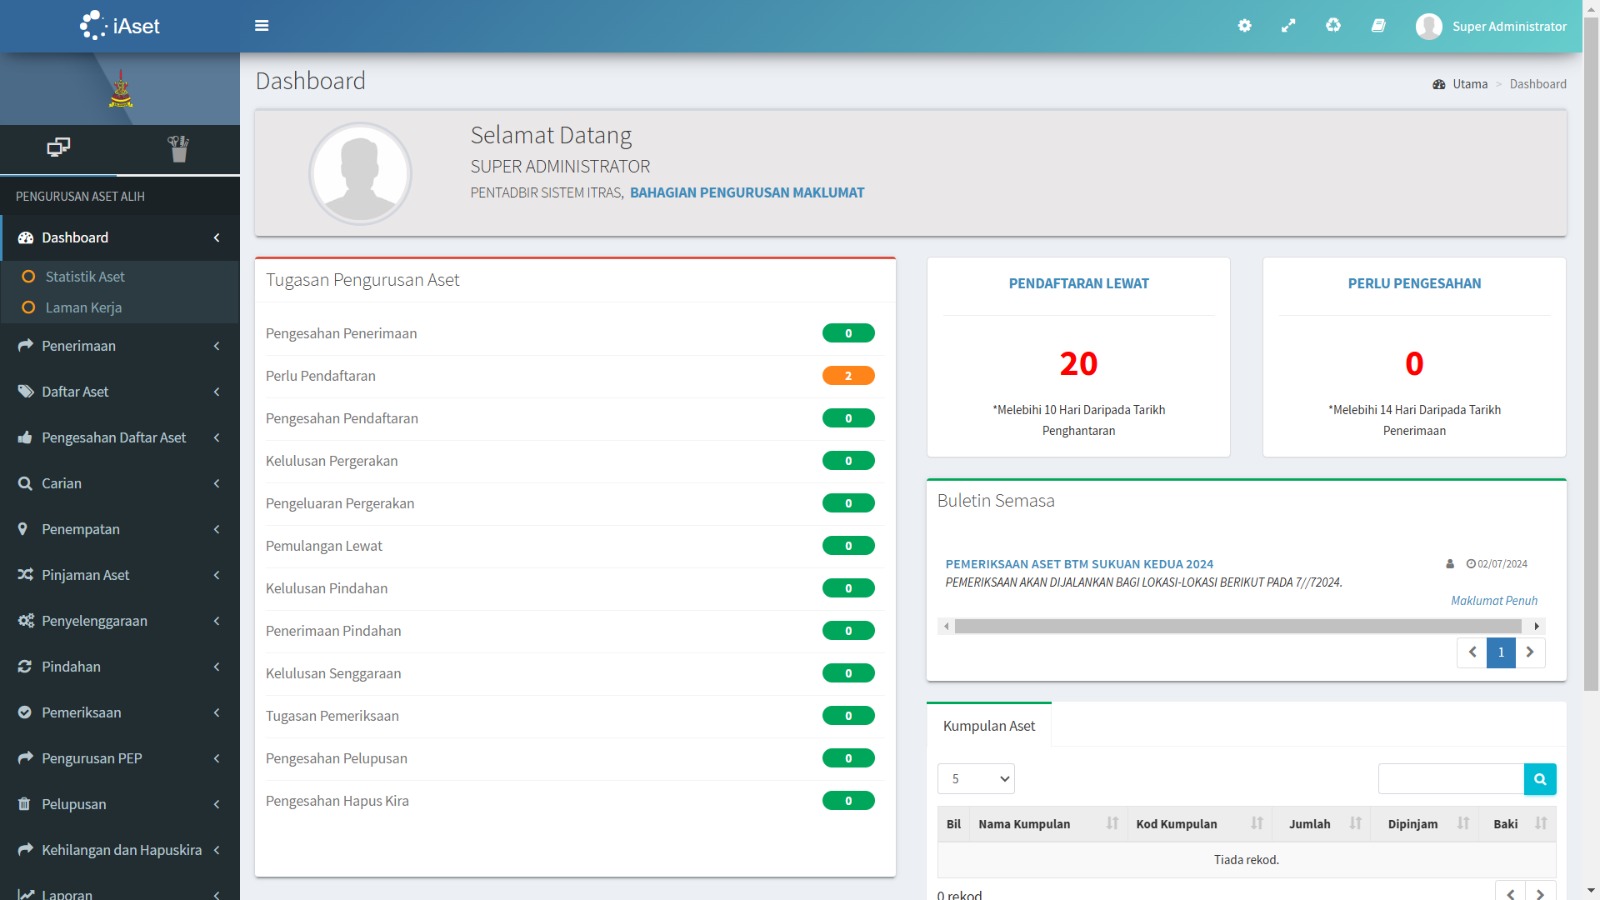 iAset
Super Administrator
PENGURUSAN ASET ALIH
Dashboard
Statistik Aset
Laman Kerja
Penerimaan
Daftar Aset
Pengesahan Daftar Aset
Carian
Penempatan
Pinjaman Aset
Penyelenggaraan
Pindahan
Pemeriksaan
Pengurusan PEP
Pelupusan
Kehilangan dan Hapuskira
Laporan
Dashboard
Utama > Dashboard
Selamat Datang
SUPER ADMINISTRATOR
PENTADBIR SISTEM ITRAS, BAHAGIAN PENGURUSAN MAKLUMAT
Tugasan Pengurusan Aset
Pengesahan Penerimaan 0
Perlu Pendaftaran 2
Pengesahan Pendaftaran 0
Kelulusan Pergerakan 0
Pengeluaran Pergerakan 0
Pemulangan Lewat 0
Kelulusan Pindahan 0
Penerimaan Pindahan 0
Kelulusan Senggaraan 0
Tugasan Pemeriksaan 0
Pengesahan Pelupusan 0
Pengesahan Hapus Kira 0
PENDAFTARAN LEWAT
20
*Melebihi 10 Hari Daripada Tarikh
Penghantaran
PERLU PENGESAHAN
0
*Melebihi 14 Hari Daripada Tarikh
Penerimaan
Buletin Semasa
PEMERIKSAAN ASET BTM SUKUAN KEDUA 2024 02/07/2024
PEMERIKSAAN AKAN DIJALANKAN BAGI LOKASI-LOKASI BERIKUT PADA 7//72024.
Maklumat Penuh
1
Kumpulan Aset
5
Bil Nama Kumpulan Kod Kumpulan Jumlah Dipinjam Baki
Tiada rekod.
0 rekod